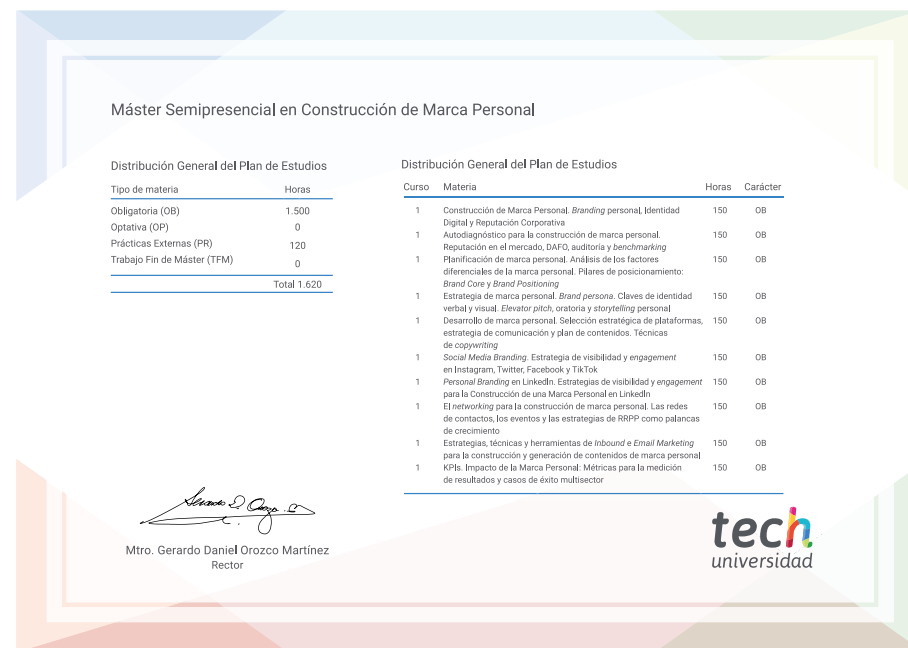 Máster Semipresencial en Construcción de Marca Personal
Distribución General del Plan de Estudios
Tipo de materia Horas
Obligatoria (OB) 1.500
Optativa (OP) 0
Prácticas Externas (PR) 120
Trabajo Fin de Máster (TFM) 0
Total 1.620
Distribución General del Plan de Estudios
Curso Materia Horas Carácter
1 Construcción de Marca Personal. Branding personal, Identidad 150 OB
Digital y Reputación Corporativa
1 Autodiagnóstico para la construcción de marca personal. 150 OB
Reputación en el mercado, DAFO, auditoría y benchmarking
1 Planificación de marca personal. Análisis de los factores 150 OB
diferenciales de la marca personal. Pilares de posicionamiento:
Brand Core y Brand Positioning
1 Estrategia de marca personal. Brand persona. Claves de identidad 150 OB
verbal y visual. Elevator pitch, oratoria y storytelling personal
1 Desarrollo de marca personal. Selección estratégica de plataformas, 150 OB
estrategia de comunicación y plan de contenidos. Técnicas
de copywriting
1 Social Media Branding. Estrategia de visibilidad y engagement 150 OB
en Instagram, Twitter, Facebook y TikTok
1 Personal Branding en LinkedIn. Estrategias de visibilidad y engagement 150 OB
para la Construcción de una Marca Personal en LinkedIn
1 El networking para la construcción de marca personal. Las redes 150 OB
de contactos, los eventos y las estrategias de RRPP como palancas
de crecimiento
1 Estrategias, técnicas y herramientas de Inbound e Email Marketing 150 OB
para la construcción y generación de contenidos de marca personal
1 KPIs. Impacto de la Marca Personal: Métricas para la medición 150 OB
de resultados y casos de éxito multisector
Mtro. Gerardo Daniel Orozco Martínez
Rector
tech
universidad